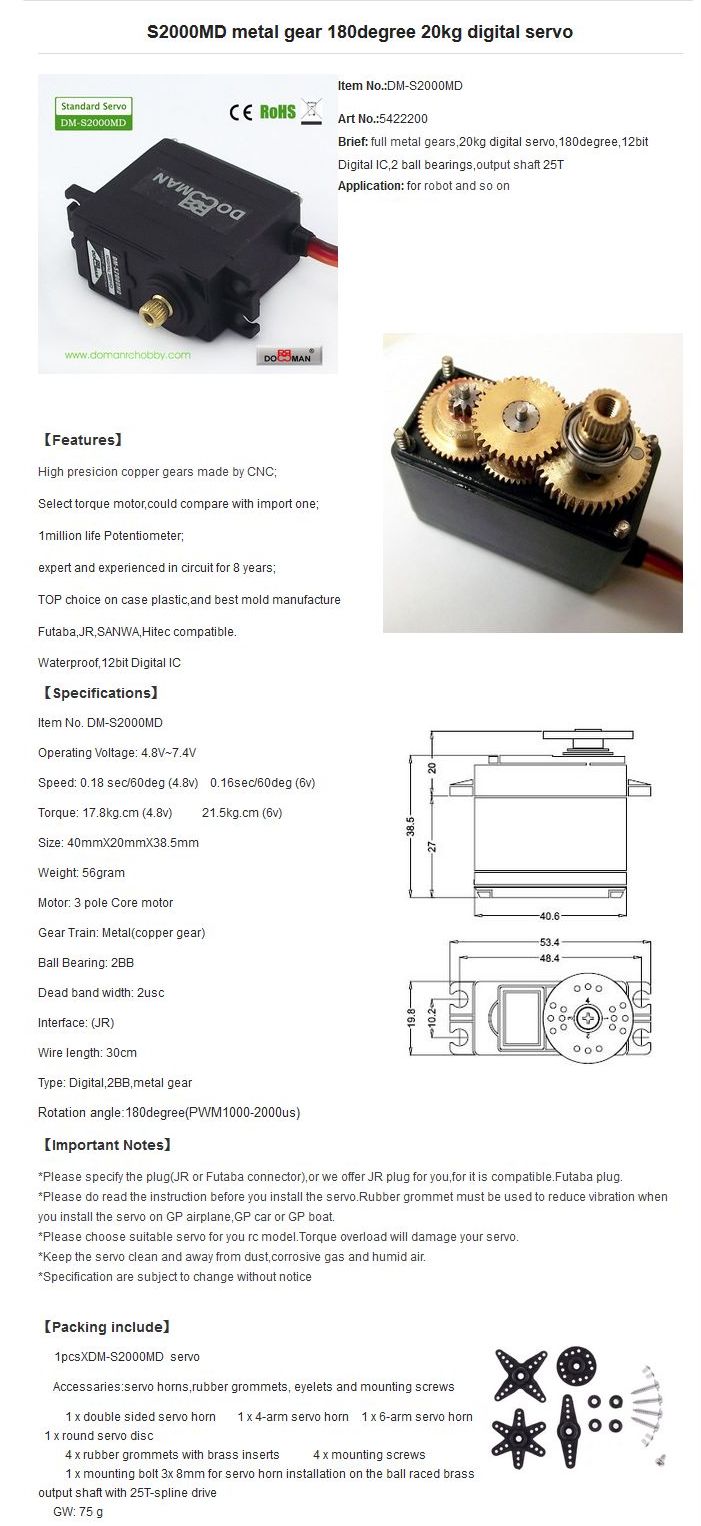 S2000MD metal gear 180degree 20kg digital servo
Standard Servo
DM-S2000MD
CE RoHS
DOMAN
www.domanrchobby.com
DOMAN ®
Item No.:DM-S2000MD
Art No.:5422200
Brief: full metal gears,20kg digital servo,180degree,12bit
Digital IC,2 ball bearings,output shaft 25T
Application: for robot and so on
【Features】
High presicion copper gears made by CNC;
Select torque motor,could compare with import one;
1million life Potentiometer;
expert and experienced in circuit for 8 years;
TOP choice on case plastic,and best mold manufacture
Futaba,JR,SANWA,Hitec compatible.
Waterproof,12bit Digital IC
【Specifications】
Item No. DM-S2000MD
Operating Voltage: 4.8V~7.4V
Speed: 0.18 sec/60deg (4.8v) 0.16sec/60deg (6v)
Torque: 17.8kg.cm (4.8v) 21.5kg.cm (6v)
Size: 40mmX20mmX38.5mm
Weight: 56gram
Motor: 3 pole Core motor
Gear Train: Metal(copper gear)
Ball Bearing: 2BB
Dead band width: 2usc
Interface: (JR)
Wire length: 30cm
Type: Digital,2BB,metal gear
Rotation angle:180degree(PWM1000-2000us)
20
38.5
27
40.6
53.4
48.4
19.8
10.2
4
3
1
2
【Important Notes】
*Please specify the plug(JR or Futaba connector),or we offer JR plug for you,for it is compatible.Futaba plug.
*Please do read the instruction before you install the servo.Rubber grommet must be used to reduce vibration when
you install the servo on GP airplane,GP car or GP boat.
*Please choose suitable servo for you rc model.Torque overload will damage your servo.
*Keep the servo clean and away from dust,corrosive gas and humid air.
*Specification are subject to change without notice
【Packing include】
1pcsXDM-S2000MD servo
Accessaries:servo horns,rubber grommets, eyelets and mounting screws
1 x double sided servo horn 1 x 4-arm servo horn 1 x 6-arm servo horn
1 x round servo disc
4 x rubber grommets with brass inserts 4 x mounting screws
1 x mounting bolt 3x 8mm for servo horn installation on the ball raced brass
output shaft with 25T-spline drive
GW: 75 g